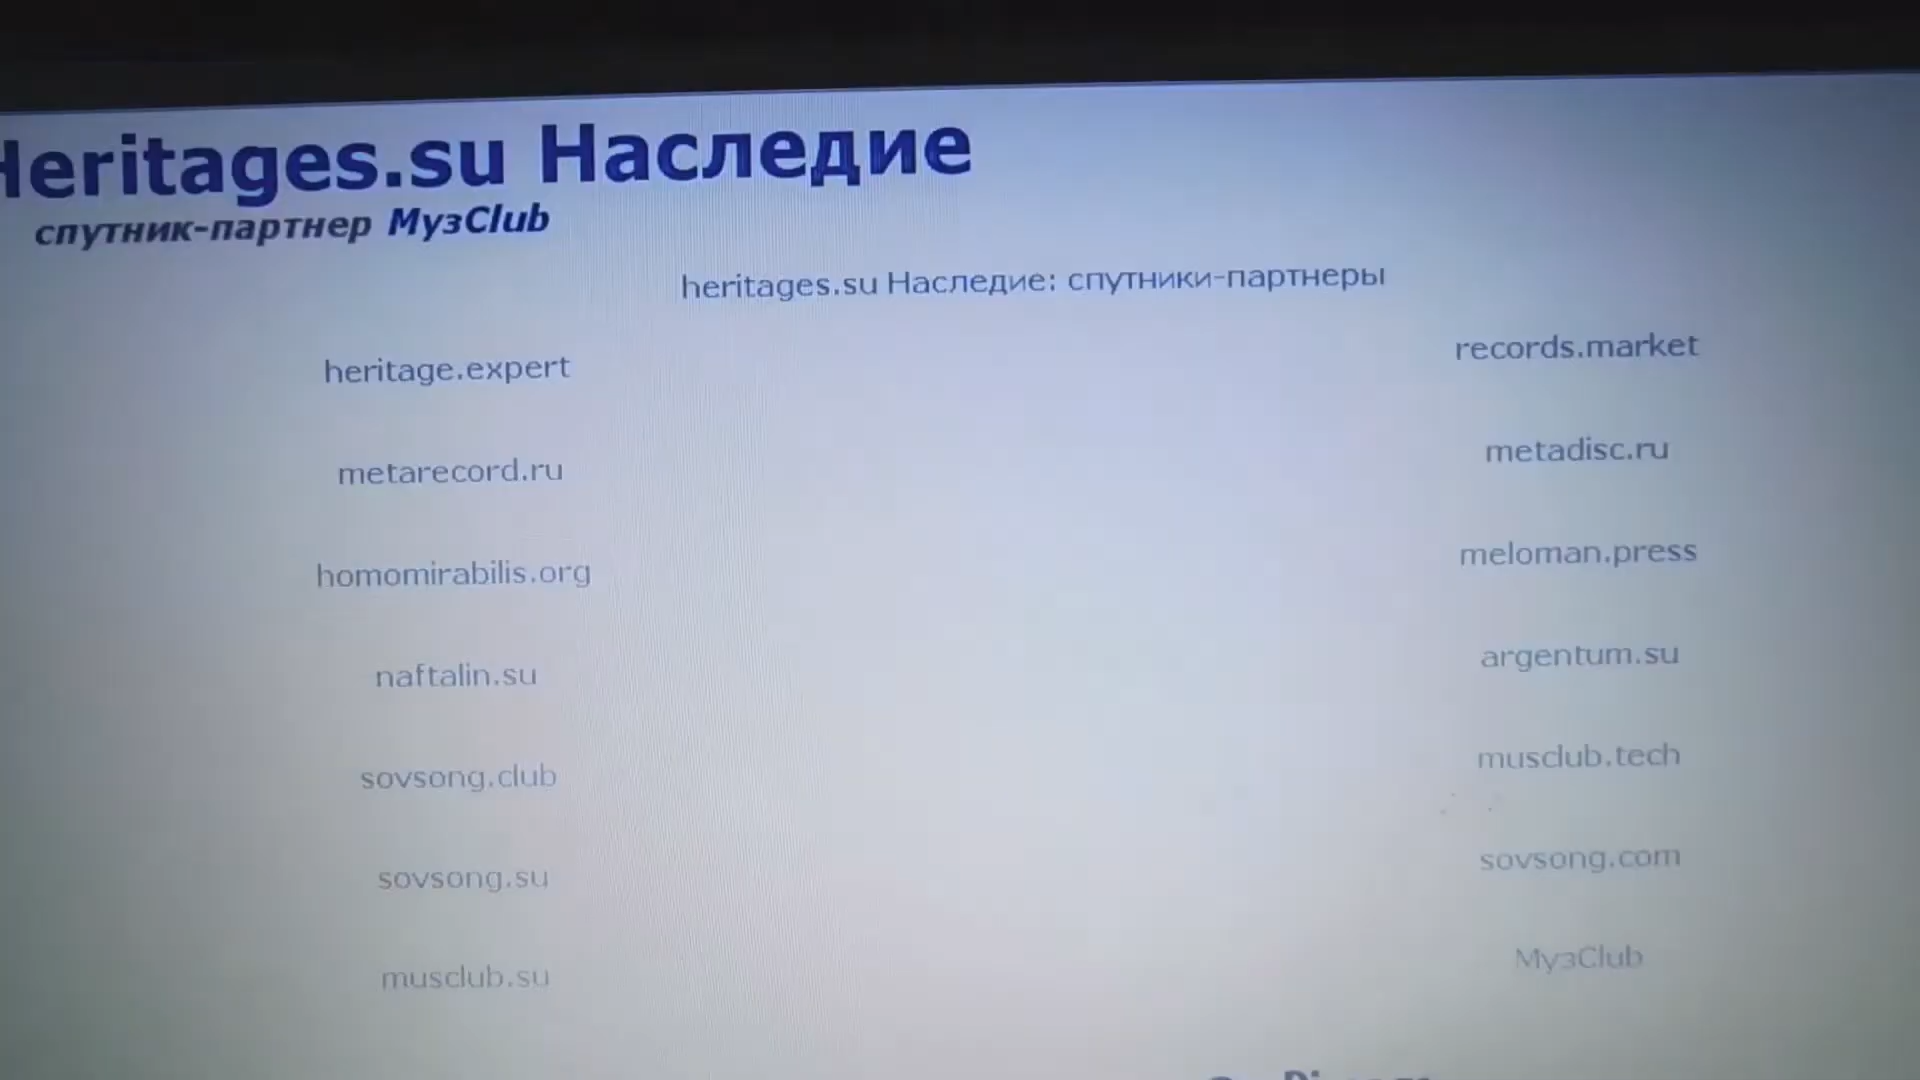 Heritages.su Наследие
спутник-партнер МузClub
heritages.su Наследие: спутники-партнеры
heritage.expert
records.market
metarecord.ru
metadisc.ru
homomirabilis.org
meloman.press
naftalin.su
argentum.su
sovsong.club
musclub.tech
sovsong.su
sovsong.com
musclub.su
МузClub